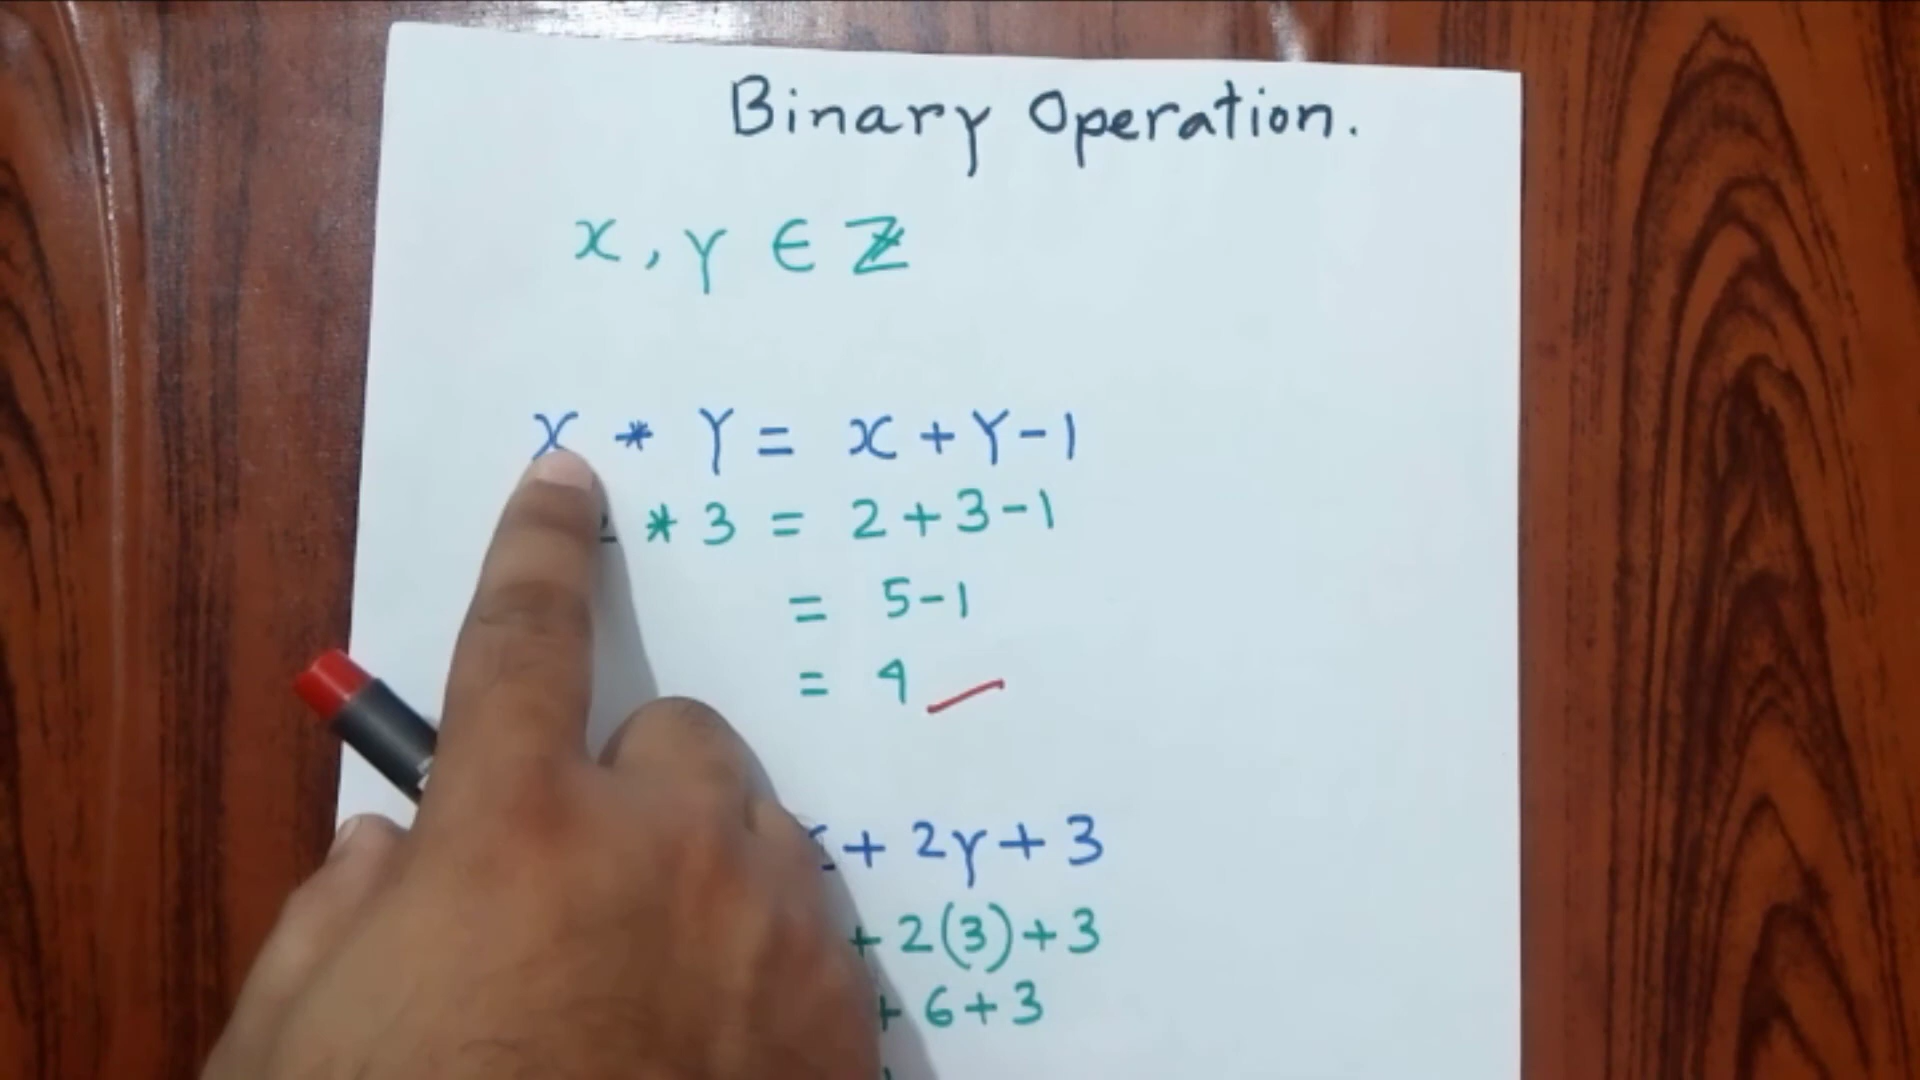 Binary Operation.
x, y ∈ ℤ
x * y = x + y - 1
* 3 = 2 + 3 - 1
= 5 - 1
= 4
+ 2y + 3
+ 2(3) + 3
+ 6 + 3